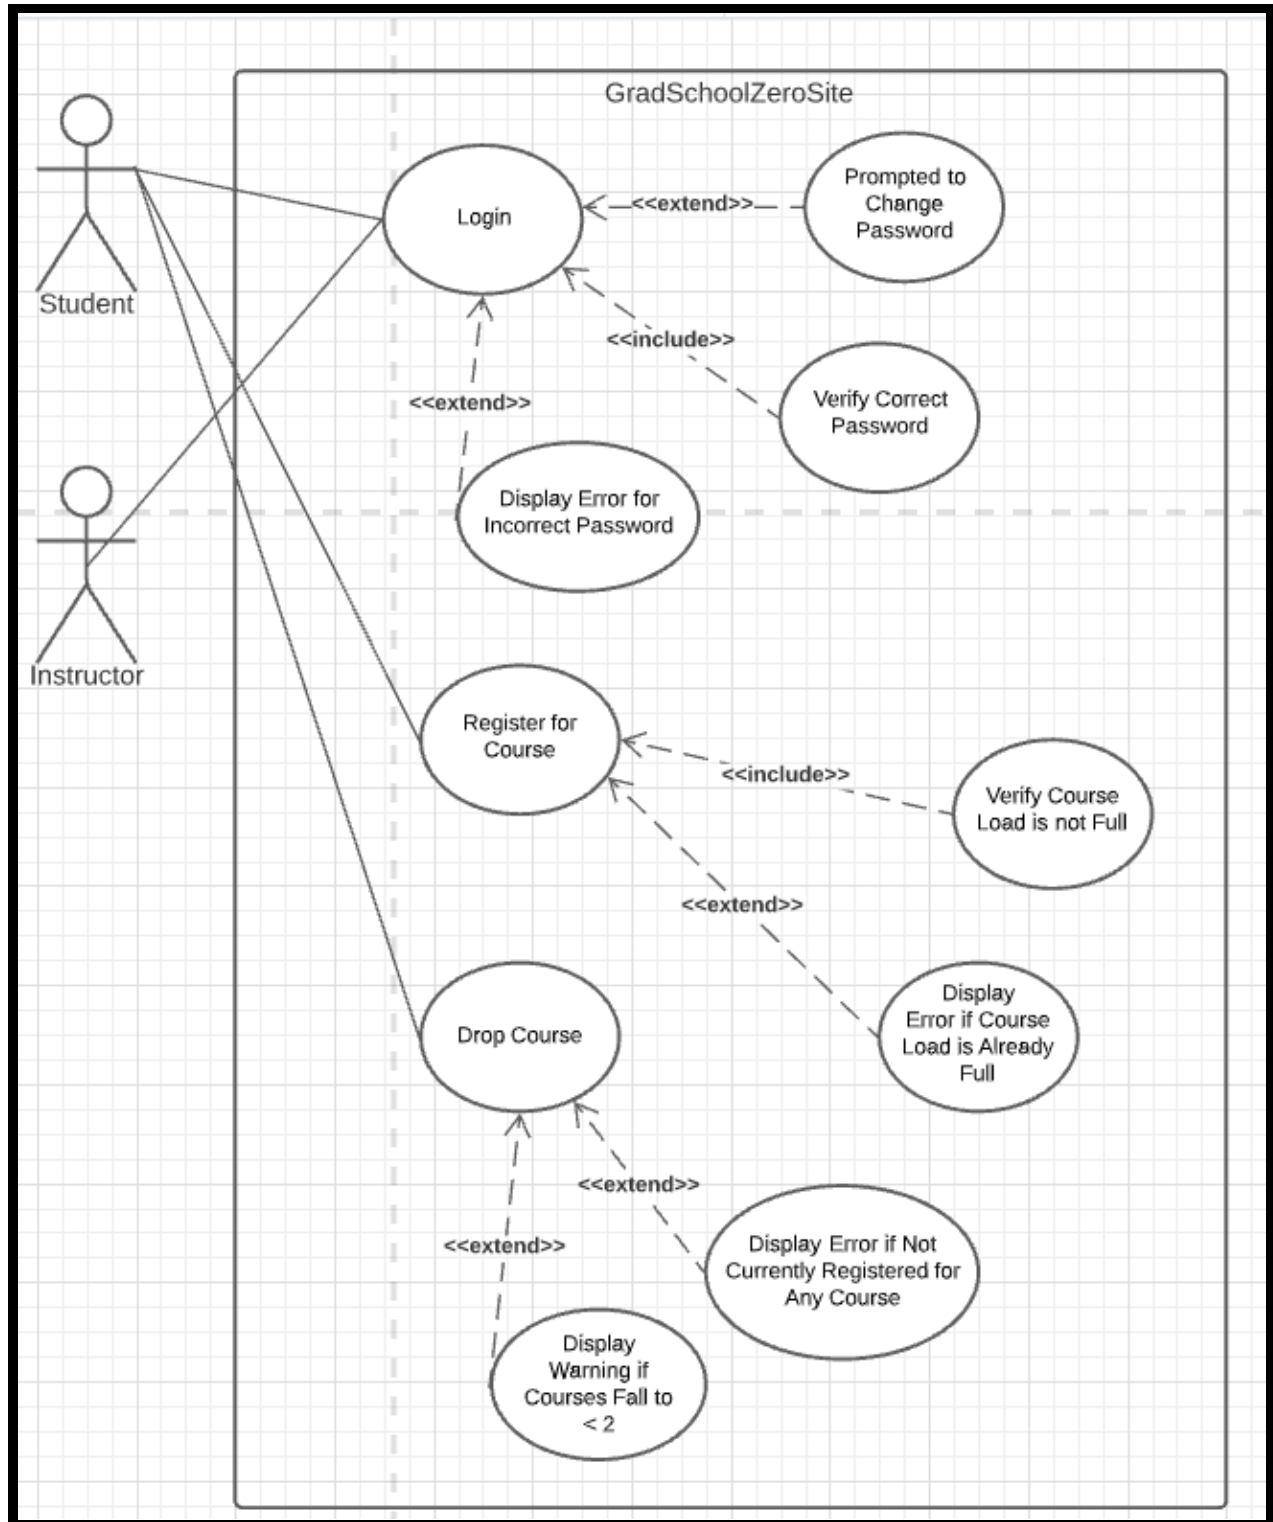 GradSchoolZeroSite
Student
Login
<<extend>>
Prompted to
Change
Password
<<include>>
Verify Correct
Password
<<extend>>
Display Error for
Incorrect Password
Instructor
Register for
Course
<<include>>
Verify Course
Load is not Full
<<extend>>
Display
Error if Course
Load is Already
Full
Drop Course
<<extend>>
Display Error if Not
Currently Registered for
Any Course
<<extend>>
Display
Warning if
Courses Fall to
< 2